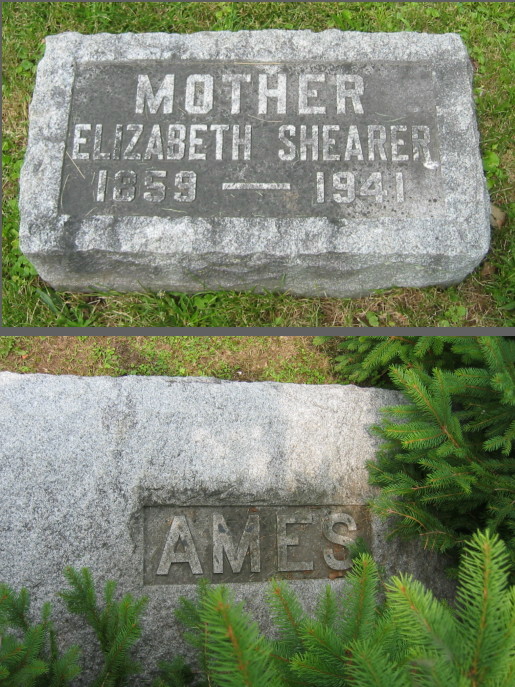 MOTHER
ELIZABETH SHEARER
1859 — 1941
AMES